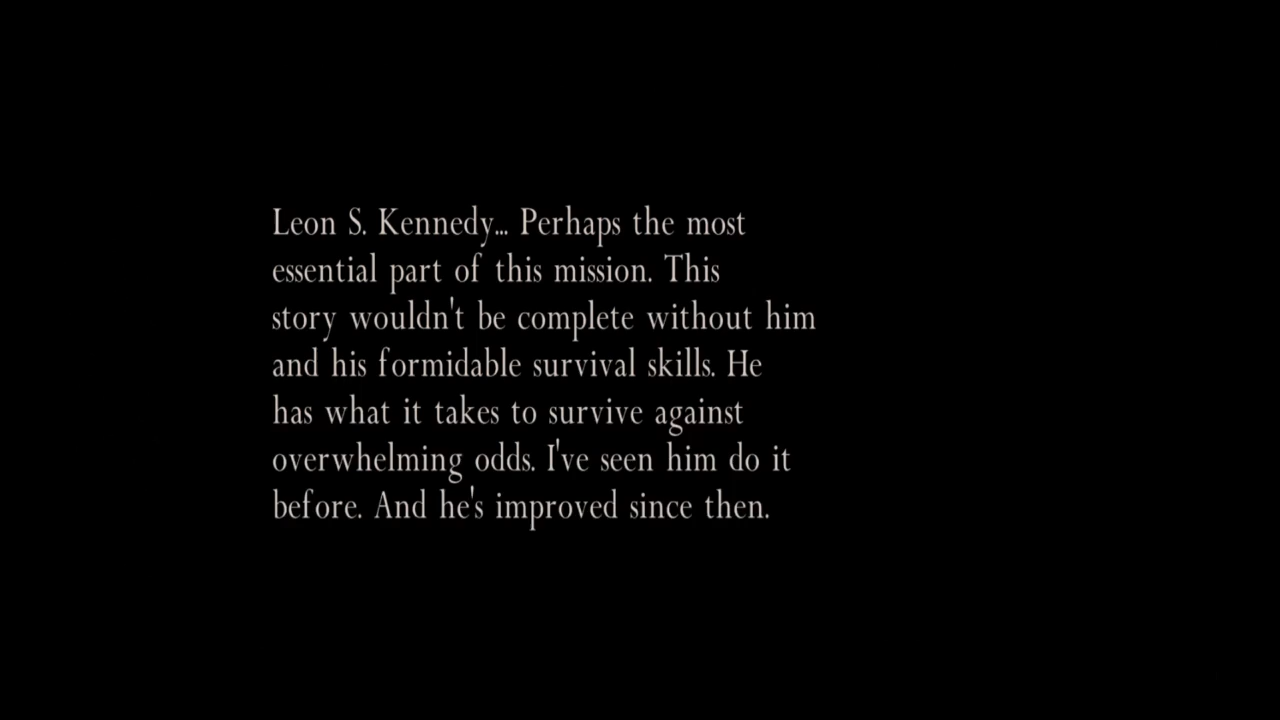 Leon S. Kennedy... Perhaps the most
essential part of this mission. This
story wouldn't be complete without him
and his formidable survival skills. He
has what it takes to survive against
overwhelming odds. I've seen him do it
before. And he's improved since then.